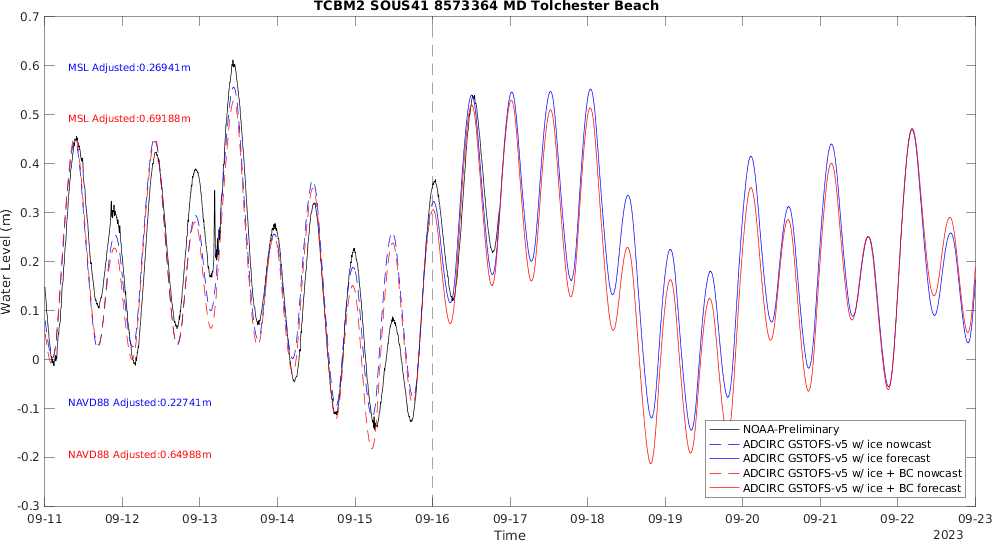 TCBM2 SOUS41 8573364 MD Tolchester Beach
Water Level (m)
0.7
0.6
0.5
0.4
0.3
0.2
0.1
0
-0.1
-0.2
-0.3
MSL Adjusted:0.26941m
MSL Adjusted:0.69188m
NAVD88 Adjusted:0.22741m
NAVD88 Adjusted:0.64988m
NOAA-Preliminary
ADCIRC GSTOFS-v5 w/ ice nowcast
ADCIRC GSTOFS-v5 w/ ice forecast
ADCIRC GSTOFS-v5 w/ ice + BC nowcast
ADCIRC GSTOFS-v5 w/ ice + BC forecast
09-11 09-12 09-13 09-14 09-15 09-16 09-17 09-18 09-19 09-20 09-21 09-22 09-23
Time
2023